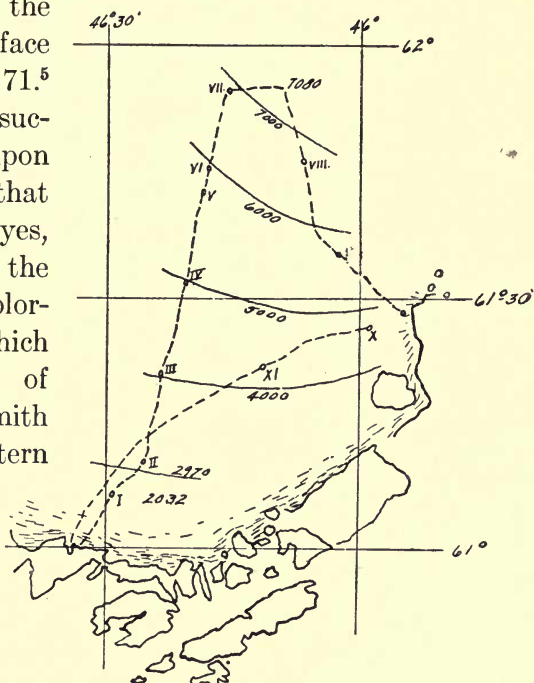 the
face
71.⁵
suc-
pon
that
yes,
the
olor-
hich
of
mith
tern
46°30' 46°
62°
VII. 7080
7000
VI VIII.
V
6000
IV
61°30'
5000
X
III XI
4000
II
2970
I 2032
61°